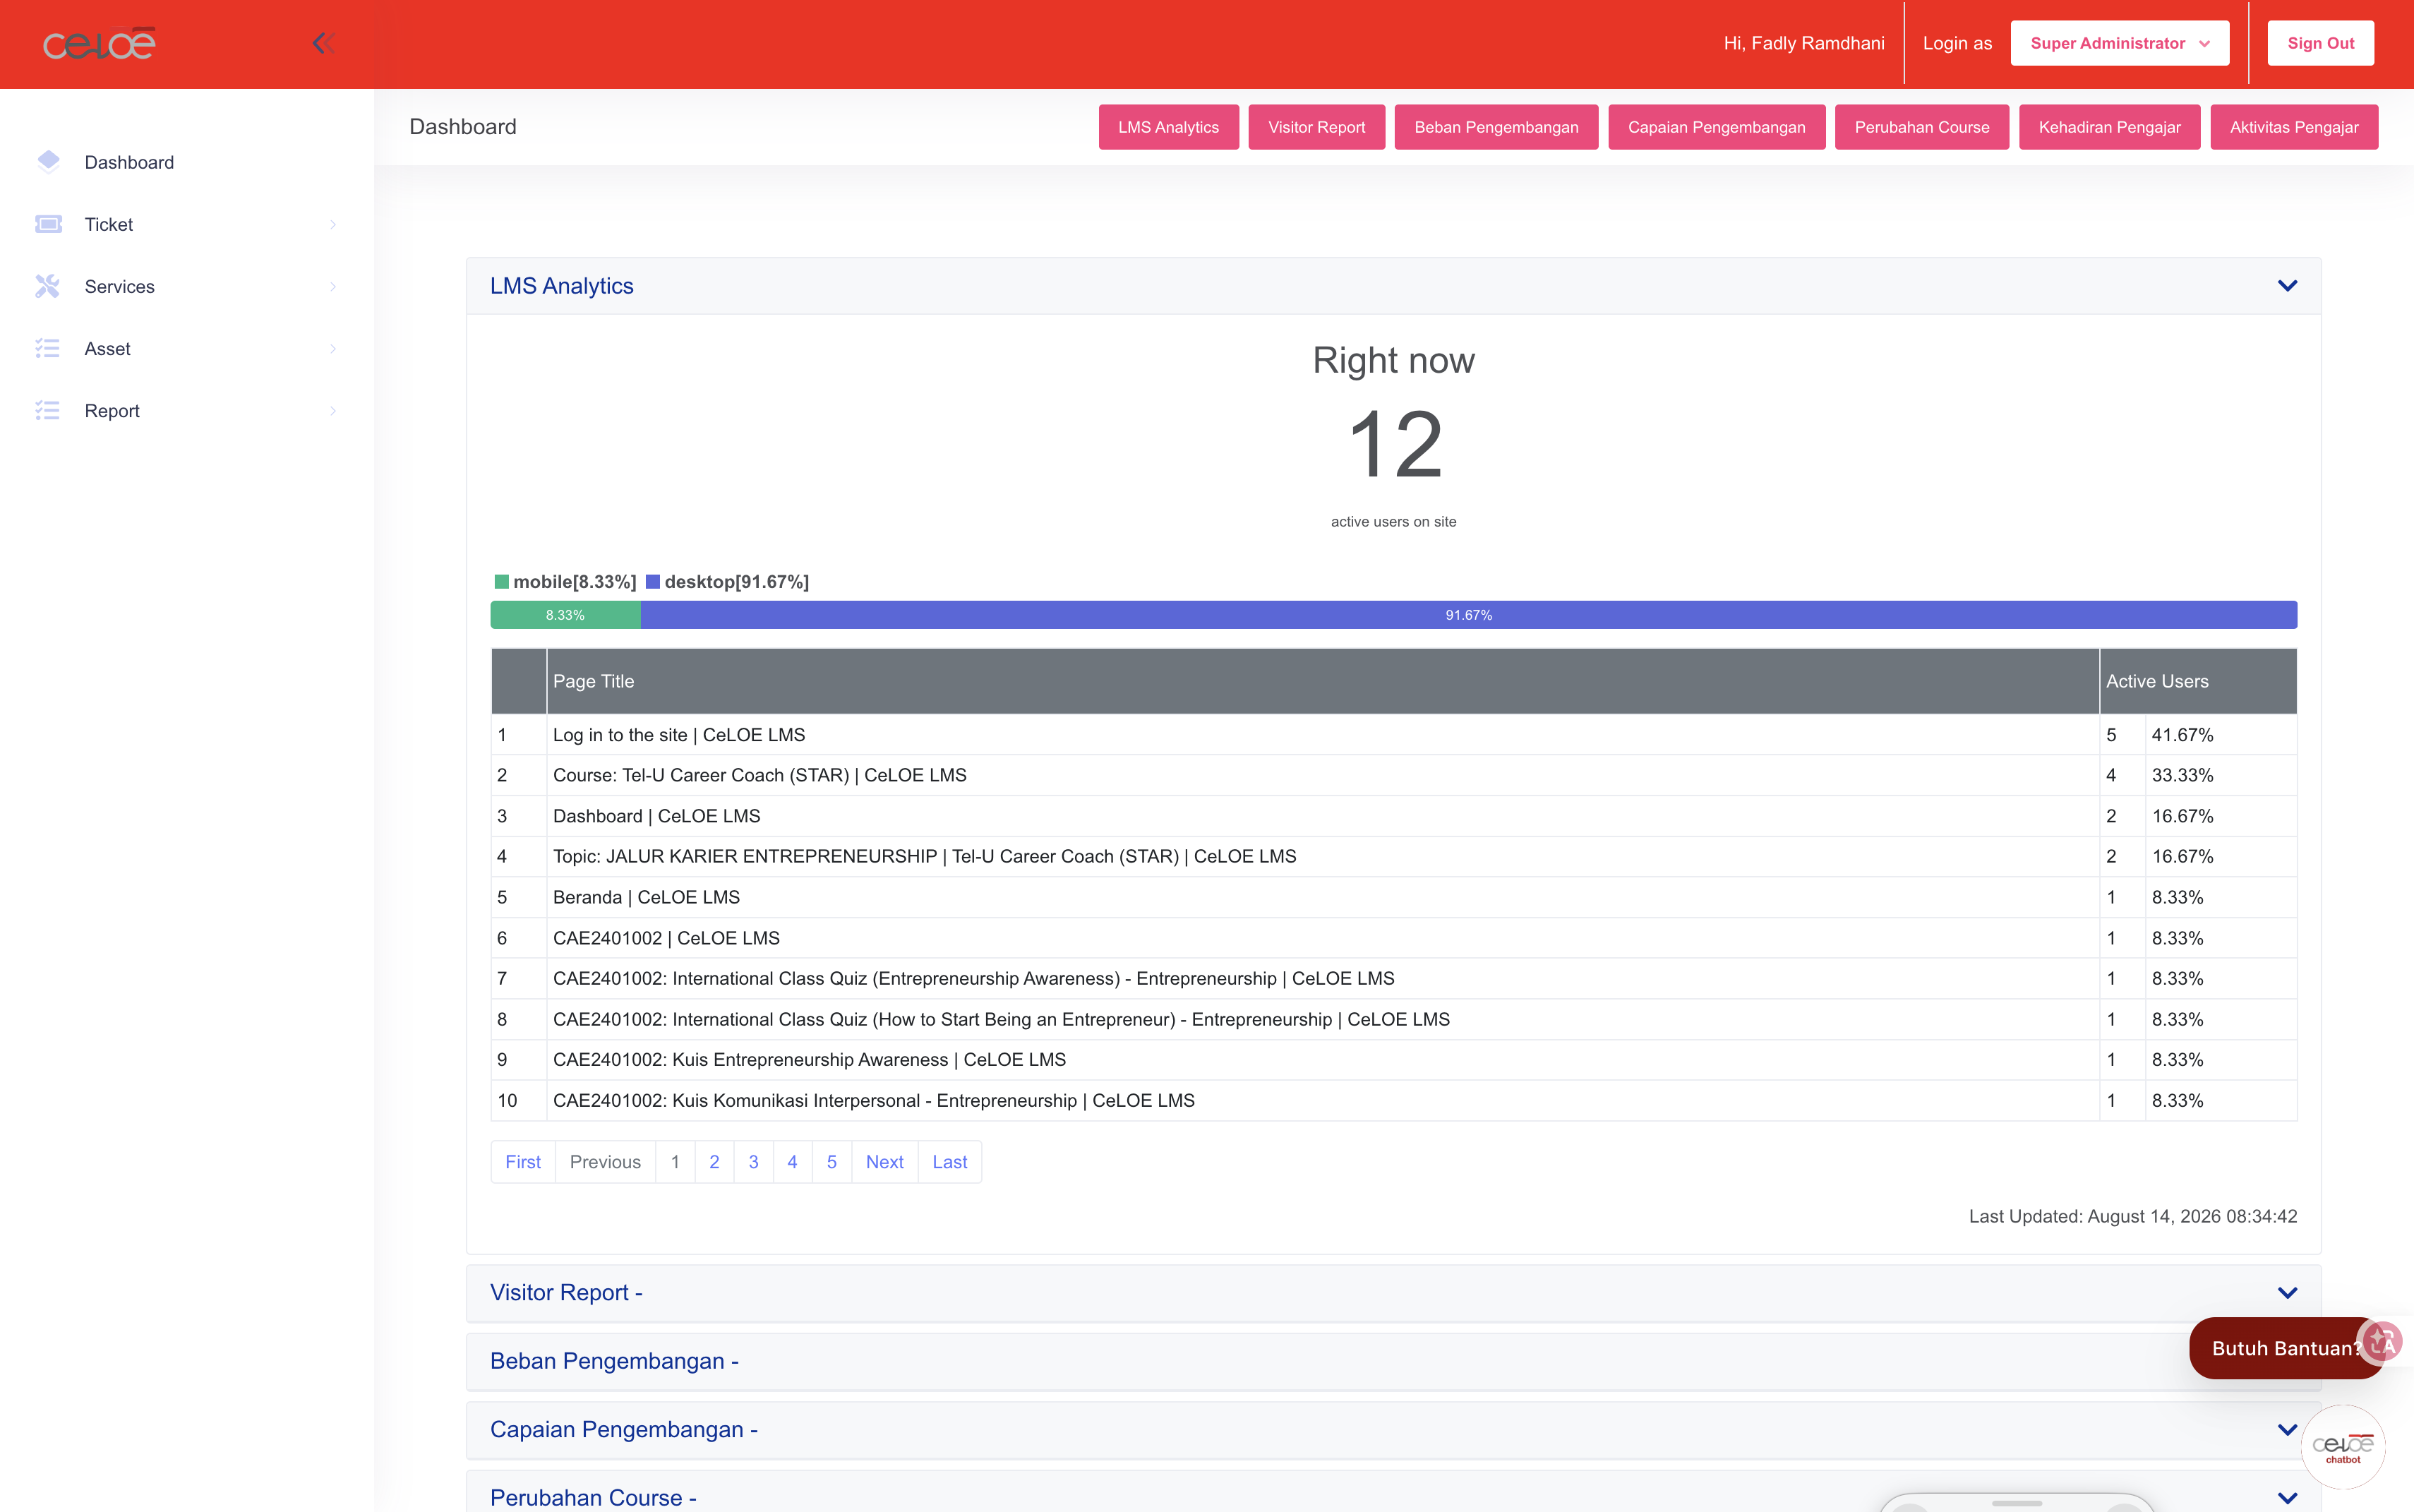 celoe
Hi, Fadly Ramdhani
Login as
Super Administrator
Sign Out
Dashboard
Ticket
Services
Asset
Report
Dashboard
LMS Analytics
Visitor Report
Beban Pengembangan
Capaian Pengembangan
Perubahan Course
Kehadiran Pengajar
Aktivitas Pengajar
LMS Analytics
Right now
12
active users on site
mobile[8.33%] desktop[91.67%]
8.33% 91.67%
Page Title Active Users
1 Log in to the site | CeLOE LMS 5 41.67%
2 Course: Tel-U Career Coach (STAR) | CeLOE LMS 4 33.33%
3 Dashboard | CeLOE LMS 2 16.67%
4 Topic: JALUR KARIER ENTREPRENEURSHIP | Tel-U Career Coach (STAR) | CeLOE LMS 2 16.67%
5 Beranda | CeLOE LMS 1 8.33%
6 CAE2401002 | CeLOE LMS 1 8.33%
7 CAE2401002: International Class Quiz (Entrepreneurship Awareness) - Entrepreneurship | CeLOE LMS 1 8.33%
8 CAE2401002: International Class Quiz (How to Start Being an Entrepreneur) - Entrepreneurship | CeLOE LMS 1 8.33%
9 CAE2401002: Kuis Entrepreneurship Awareness | CeLOE LMS 1 8.33%
10 CAE2401002: Kuis Komunikasi Interpersonal - Entrepreneurship | CeLOE LMS 1 8.33%
First Previous 1 2 3 4 5 Next Last
Last Updated: August 14, 2026 08:34:42
Visitor Report -
Beban Pengembangan -
Butuh Bantuan?
Capaian Pengembangan -
celoe
chatbot
Perubahan Course -